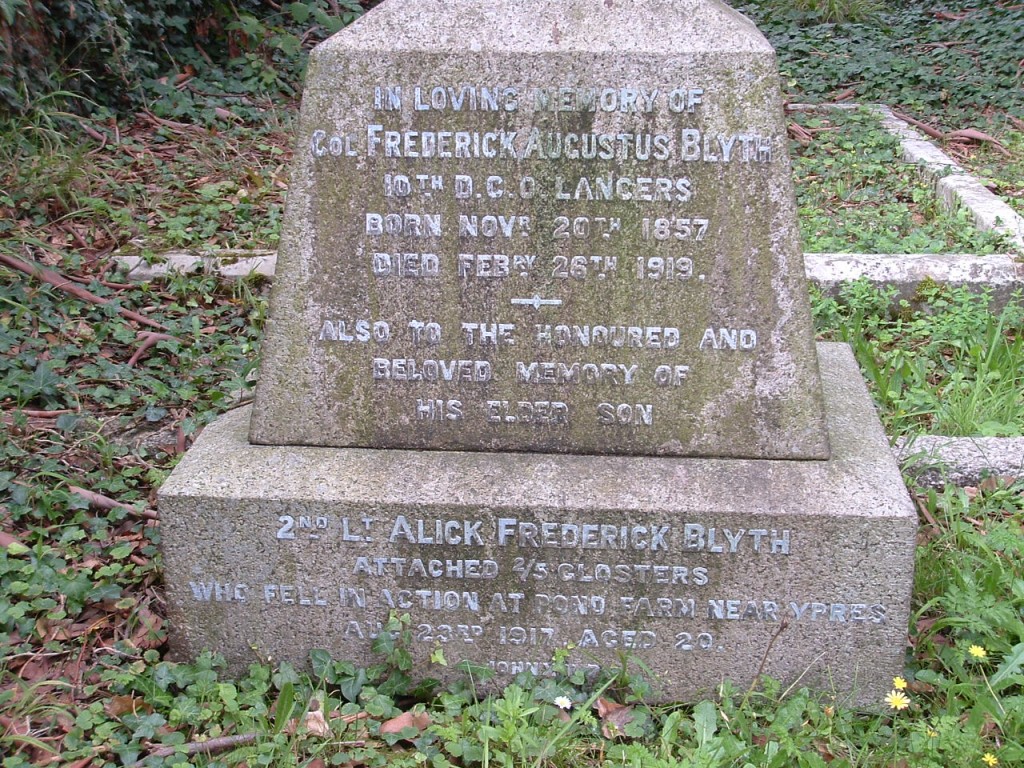 IN LOVING MEMORY OF
COL FREDERICK AUGUSTUS BLYTH
10TH D.C.O. LANCERS
BORN NOVR 20TH 1857
DIED FEBRY 26TH 1919.
ALSO TO THE HONOURED AND
BELOVED MEMORY OF
HIS ELDER SON
2ND LT ALICK FREDERICK BLYTH
ATTACHED 2/5 GLOSTERS
WHO FELL IN ACTION AT POND FARM NEAR YPRES
AUG 23RD 1917. AGED 20.